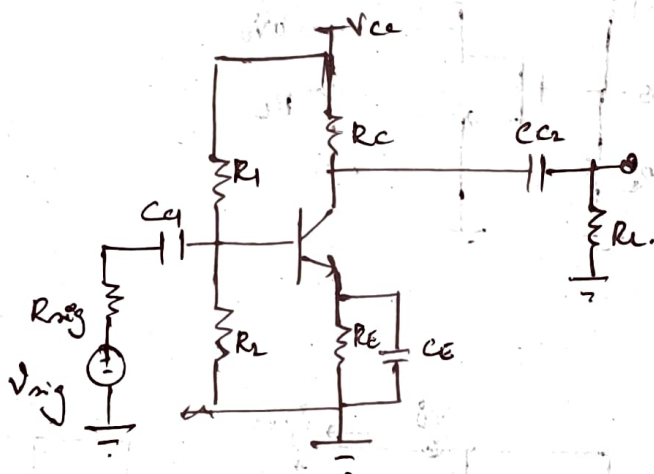 Vcc
Rc
CC2
R1
CC1
RL.
Rsig
R2
RE
CE
Vsig